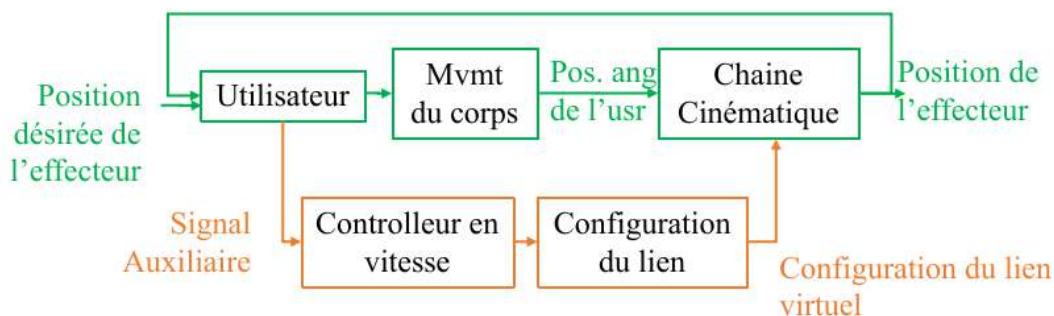 Position
désirée de
l’effecteur
Utilisateur
Mvmt
du corps
Pos. ang
de l’usr
Chaine
Cinématique
Position de
l’effecteur
Signal
Auxiliaire
Controlleur en
vitesse
Configuration
du lien
Configuration du lien
virtuel